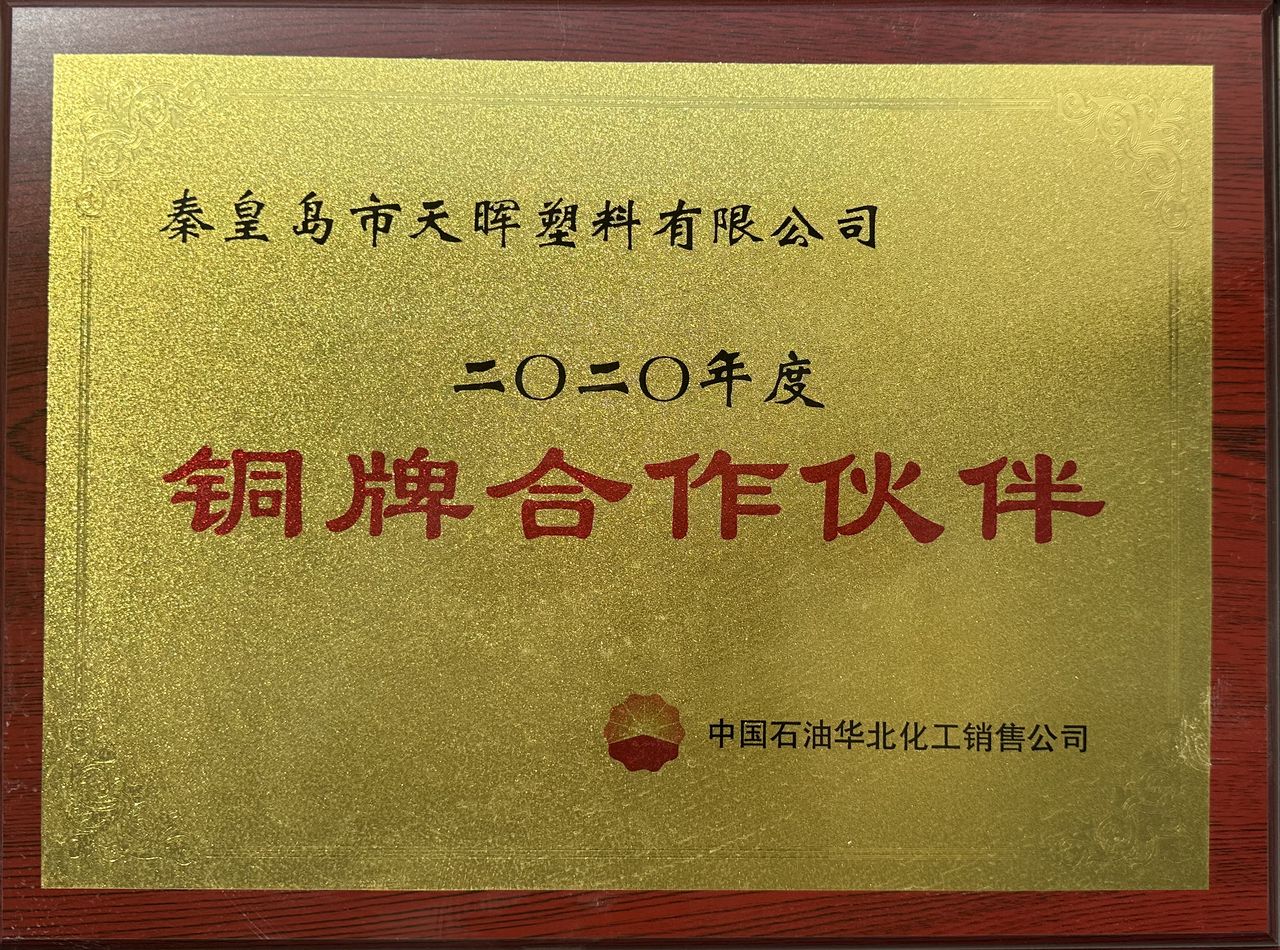 秦皇岛市天晖塑料有限公司
二〇二〇年度
铜牌合作伙伴
中国石油华北化工销售公司